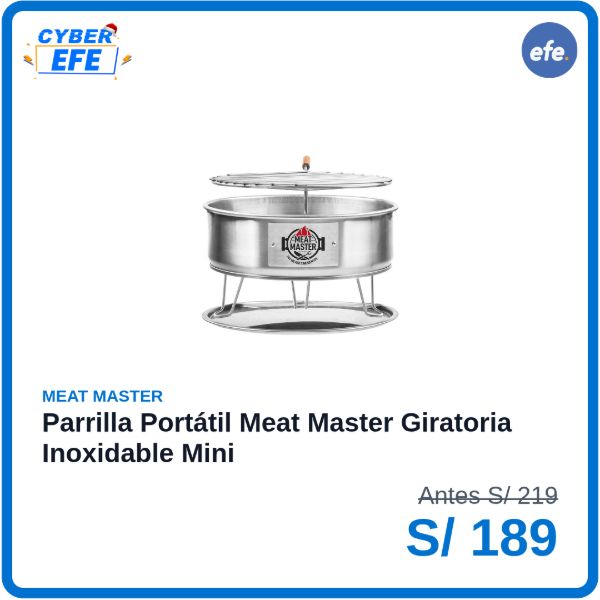 CYBER
EFE
efe.
MEAT
MASTER
MEAT MASTER
Parrilla Portátil Meat Master Giratoria
Inoxidable Mini
Antes S/ 219
S/ 189